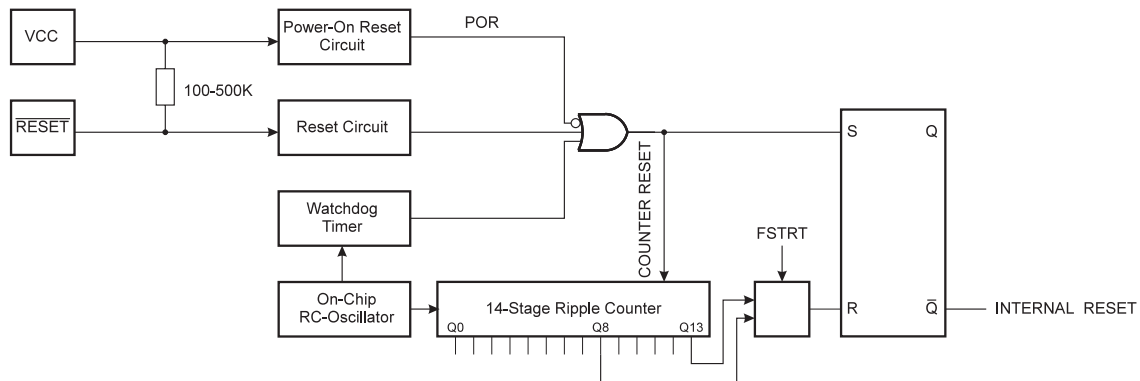 VCC
Power-On Reset
Circuit
POR
100-500K
RESET
Reset Circuit
S
Q
COUNTER RESET
Watchdog
Timer
FSTRT
On-Chip
RC-Oscillator
14-Stage Ripple Counter
Q0
Q8
Q13
R
Q̅
INTERNAL RESET